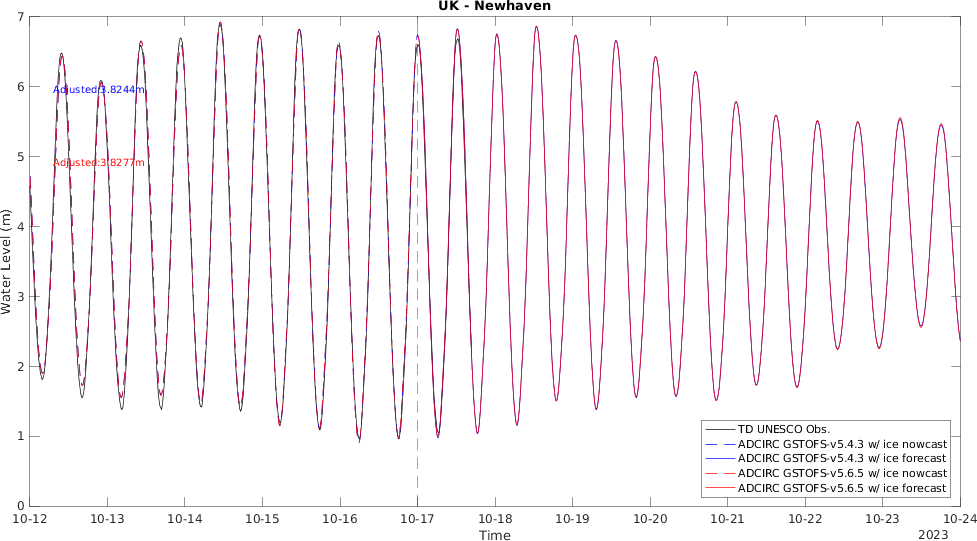 UK - Newhaven
7
6
5
4
3
2
1
0
Water Level (m)
Adjusted:3.8244m
Adjusted:3.8277m
TD UNESCO Obs.
ADCIRC GSTOFS-v5.4.3 w/ ice nowcast
ADCIRC GSTOFS-v5.4.3 w/ ice forecast
ADCIRC GSTOFS-v5.6.5 w/ ice nowcast
ADCIRC GSTOFS-v5.6.5 w/ ice forecast
10-12 10-13 10-14 10-15 10-16 10-17 10-18 10-19 10-20 10-21 10-22 10-23 10-24
Time
2023